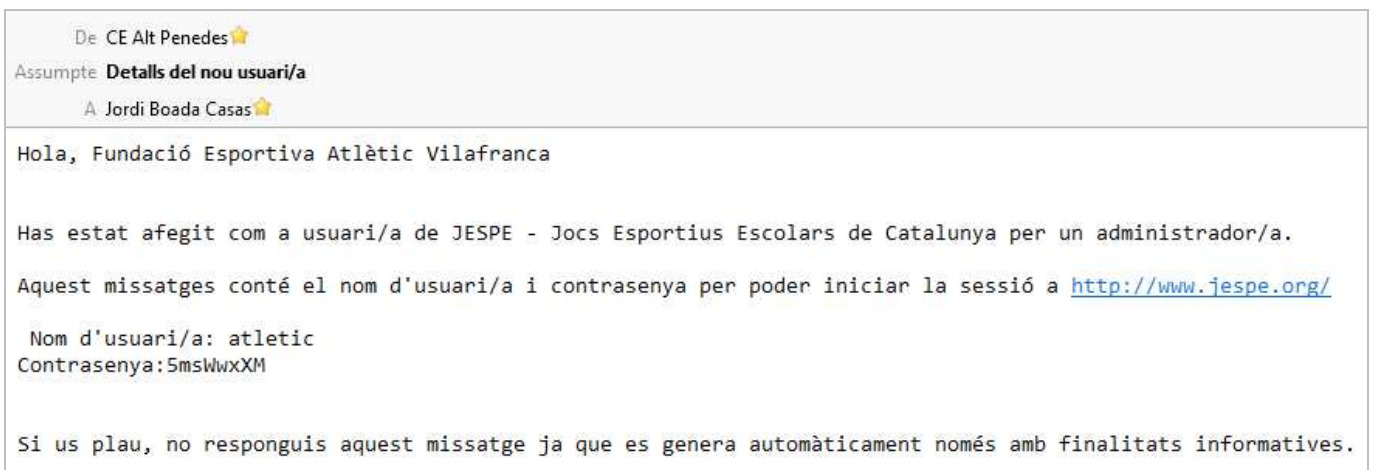 De CE Alt Penedes
Assumpte Detalls del nou usuari/a
A Jordi Boada Casas
Hola, Fundació Esportiva Atlètic Vilafranca
Has estat afegit com a usuari/a de JESPE - Jocs Esportius Escolars de Catalunya per un administrador/a.
Aquest missatges conté el nom d'usuari/a i contrasenya per poder iniciar la sessió a http://www.jespe.org/
Nom d'usuari/a: atletic
Contrasenya:5msWwxXM
Si us plau, no responguis aquest missatge ja que es genera automàticament només amb finalitats informatives.